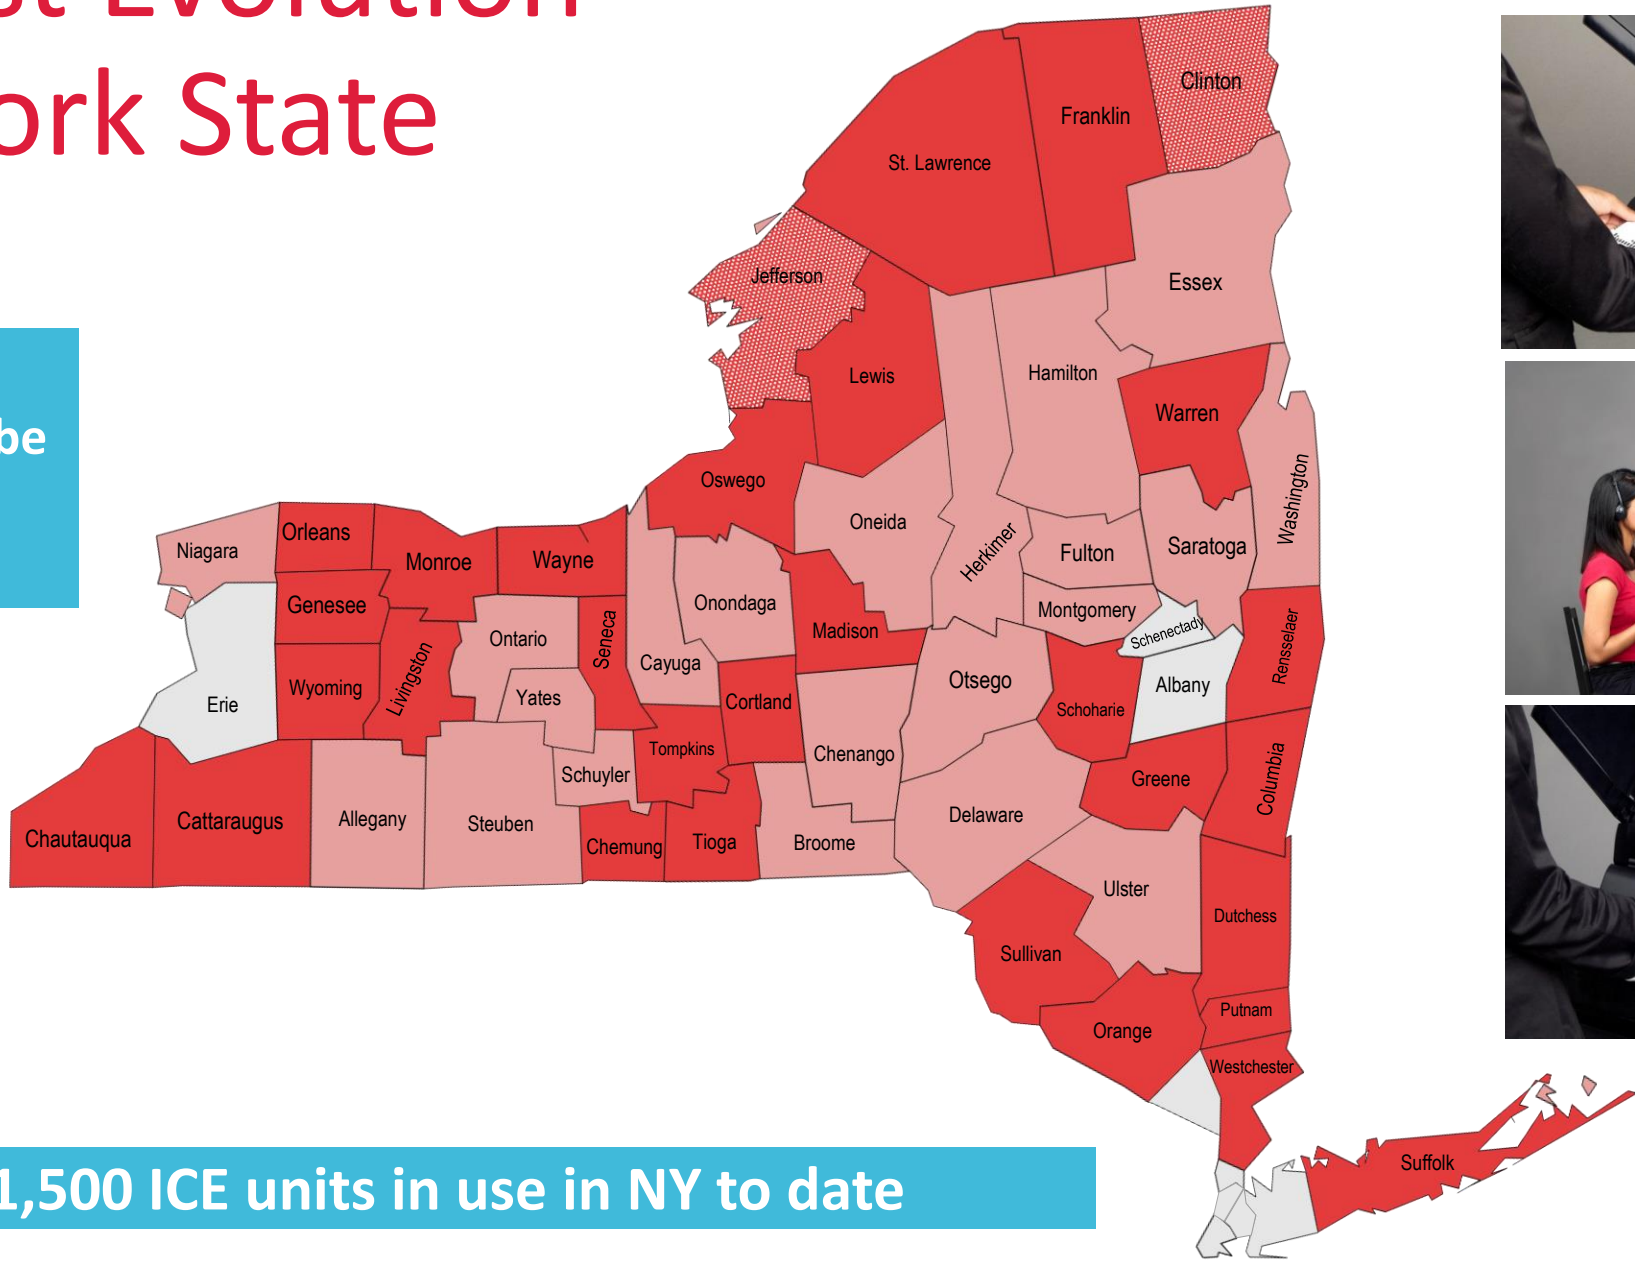 st Evolution
ork State
be
Clinton
Franklin
St. Lawrence
Jefferson
Essex
Lewis
Hamilton
Warren
Oswego
Washington
Oneida
Orleans
Niagara
Monroe
Wayne
Herkimer
Fulton
Saratoga
Genesee
Onondaga
Montgomery
Madison
Schenectady
Ontario
Seneca
Rensselaer
Livingston
Cayuga
Wyoming
Yates
Otsego
Albany
Erie
Cortland
Schoharie
Tompkins
Chenango
Schuyler
Greene
Columbia
Allegany
Cattaraugus
Steuben
Delaware
Chautauqua
Chemung
Tioga
Broome
Ulster
Dutchess
Sullivan
Putnam
Orange
Westchester
Suffolk
1,500 ICE units in use in NY to date